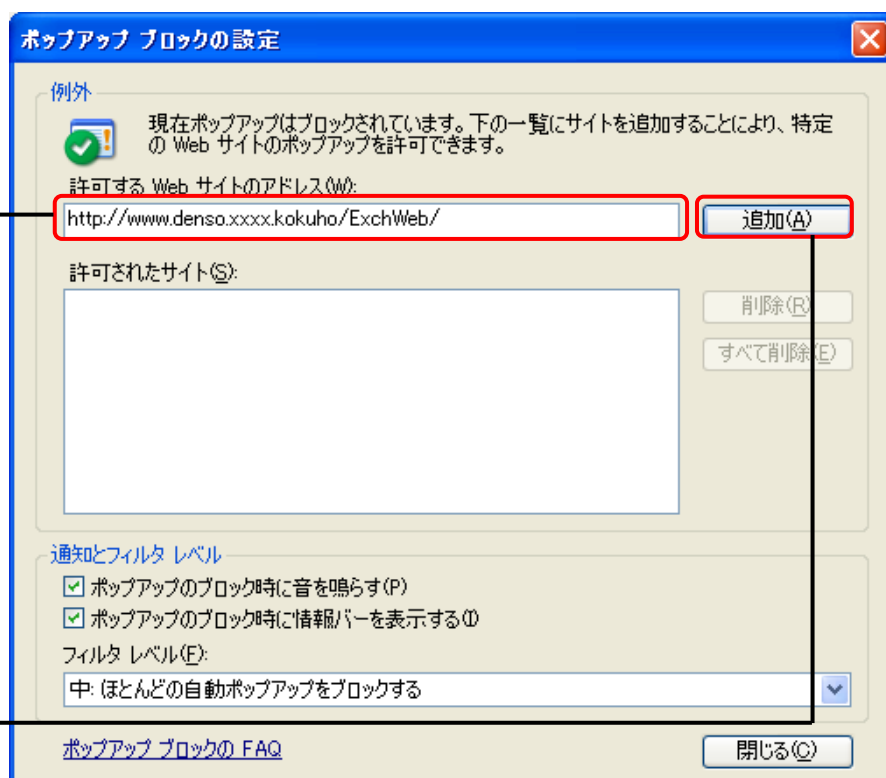 ポップアップ ブロックの設定
例外
現在ポップアップはブロックされています。下の一覧にサイトを追加することにより、特定
の Web サイトのポップアップを許可できます。
許可する Web サイトのアドレス(W):
http://www.denso.xxxx.kokuho/ExchWeb/
追加(A)
許可されたサイト(S):
削除(R)
すべて削除(E)
通知とフィルタ レベル
ポップアップのブロック時に音を鳴らす(P)
ポップアップのブロック時に情報バーを表示する(I)
フィルタ レベル(F):
中: ほとんどの自動ポップアップをブロックする
ポップアップ ブロックの FAQ
閉じる(C)